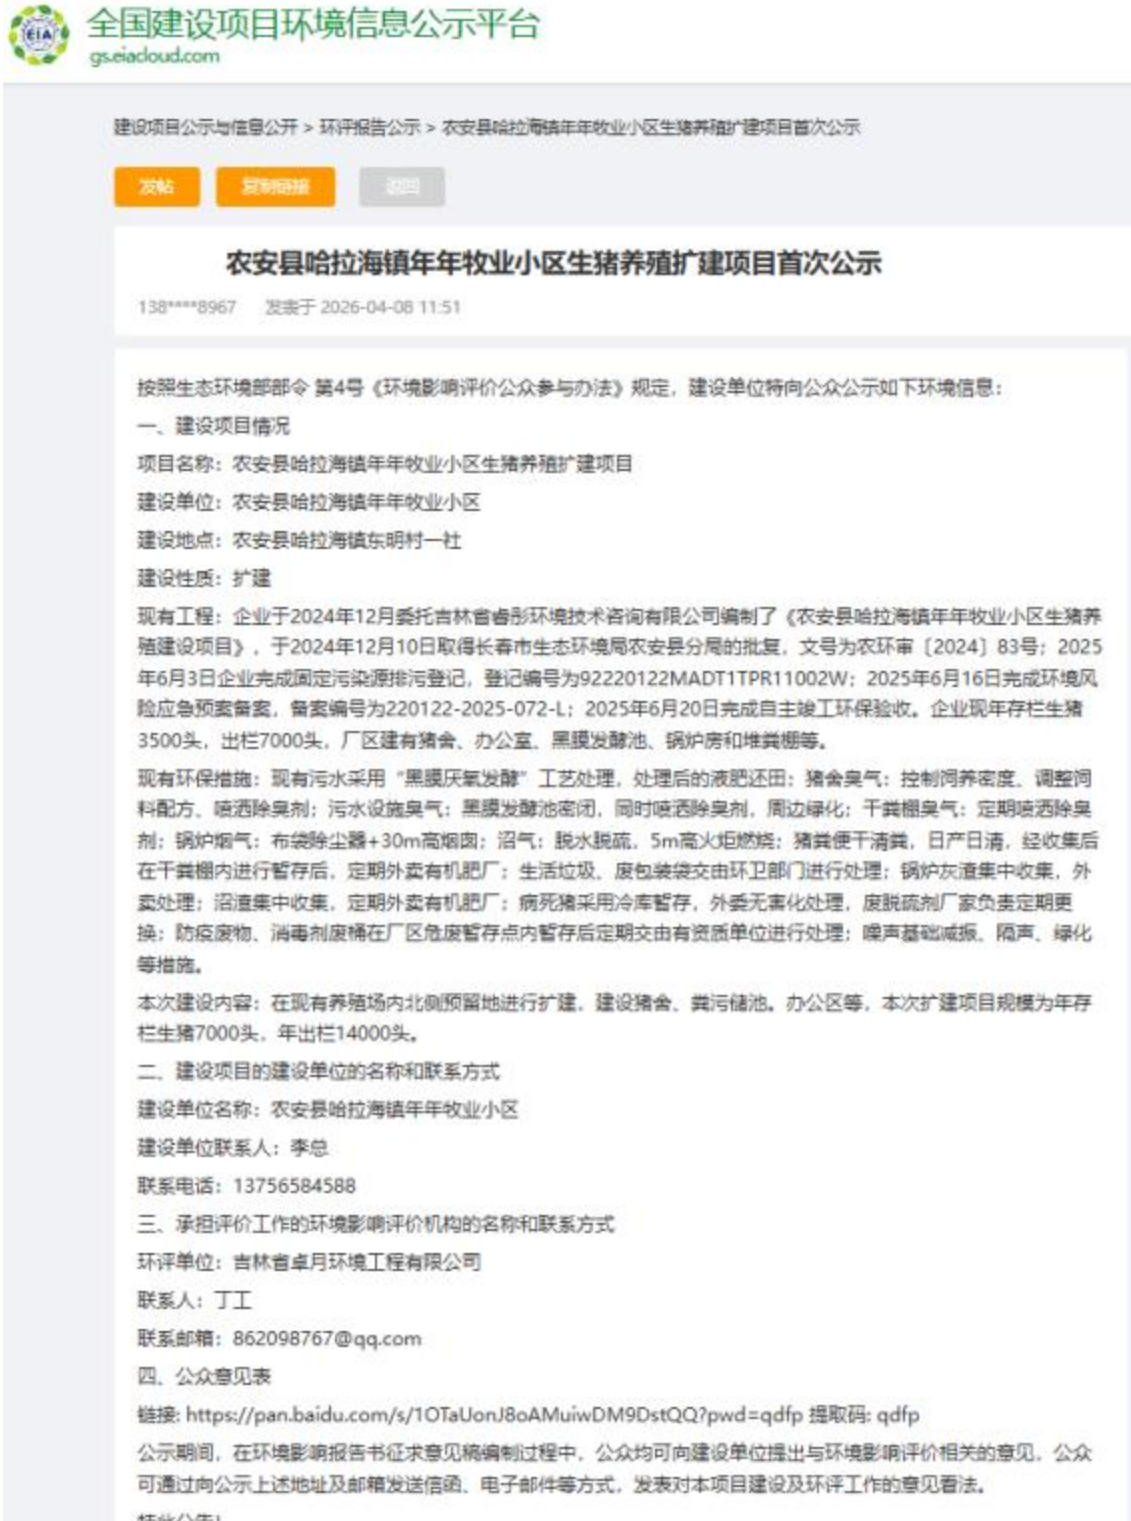 EIA
全国建设项目环境信息公示平台
gs.eiacloud.com
建设项目公示与信息公开 > 环评报告公示 > 农安县哈拉海镇年年牧业小区生猪养殖扩建项目首次公示
发帖 复制链接 返回
农安县哈拉海镇年年牧业小区生猪养殖扩建项目首次公示
138****8967 发表于 2026-04-08 11:51
按照生态环境部部令 第4号《环境影响评价公众参与办法》规定，建设单位特向公众公示如下环境信息：
一、建设项目情况
项目名称：农安县哈拉海镇年年牧业小区生猪养殖扩建项目
建设单位：农安县哈拉海镇年年牧业小区
建设地点：农安县哈拉海镇东明村一社
建设性质：扩建
现有工程：企业于2024年12月委托吉林省睿彤环境技术咨询有限公司编制了《农安县哈拉海镇年年牧业小区生猪养
殖建设项目》，于2024年12月10日取得长春市生态环境局农安县分局的批复，文号为农环审〔2024〕83号；2025
年6月3日企业完成固定污染源排污登记，登记编号为92220122MADT1TPR11002W；2025年6月16日完成环境风
险应急预案备案，备案编号为220122-2025-072-L；2025年6月20日完成自主竣工环保验收。企业现年存栏生猪
3500头，出栏7000头，厂区建有猪舍、办公室、黑膜发酵池、锅炉房和堆粪棚等。
现有环保措施：现有污水采用“黑膜厌氧发酵”工艺处理，处理后的液肥还田；猪舍臭气：控制饲养密度、调整饲
料配方、喷洒除臭剂；污水设施臭气：黑膜发酵池密闭，同时喷洒除臭剂，周边绿化；干粪棚臭气：定期喷洒除臭
剂；锅炉烟气：布袋除尘器+30m高烟囱；沼气：脱水脱硫，5m高火炬燃烧；猪粪便干清粪，日产日清，经收集后
在干粪棚内进行暂存后，定期外卖有机肥厂；生活垃圾、废包装袋交由环卫部门进行处理；锅炉灰渣集中收集，外
卖处理；沼渣集中收集，定期外卖有机肥厂；病死猪采用冷库暂存，外委无害化处理，废脱硫剂厂家负责定期更
换；防疫废物、消毒剂废桶在厂区危废暂存点内暂存后定期交由有资质单位进行处理；噪声基础减振、隔声、绿化
等措施。
本次建设内容：在现有养殖场内北侧预留地进行扩建，建设猪舍、粪污储池。办公区等，本次扩建项目规模为年存
栏生猪7000头，年出栏14000头。
二、建设项目的建设单位的名称和联系方式
建设单位名称：农安县哈拉海镇年年牧业小区
建设单位联系人：李总
联系电话：13756584588
三、承担评价工作的环境影响评价机构的名称和联系方式
环评单位：吉林省卓月环境工程有限公司
联系人：丁工
联系邮箱：862098767@qq.com
四、公众意见表
链接: https://pan.baidu.com/s/1OTaUonJ8oAMuiwDM9DstQQ?pwd=qdfp 提取码: qdfp
公示期间，在环境影响报告书征求意见稿编制过程中，公众均可向建设单位提出与环境影响评价相关的意见，公众
可通过向公示上述地址及邮箱发送信函、电子邮件等方式，发表对本项目建设及环评工作的意见看法。
特此公告！